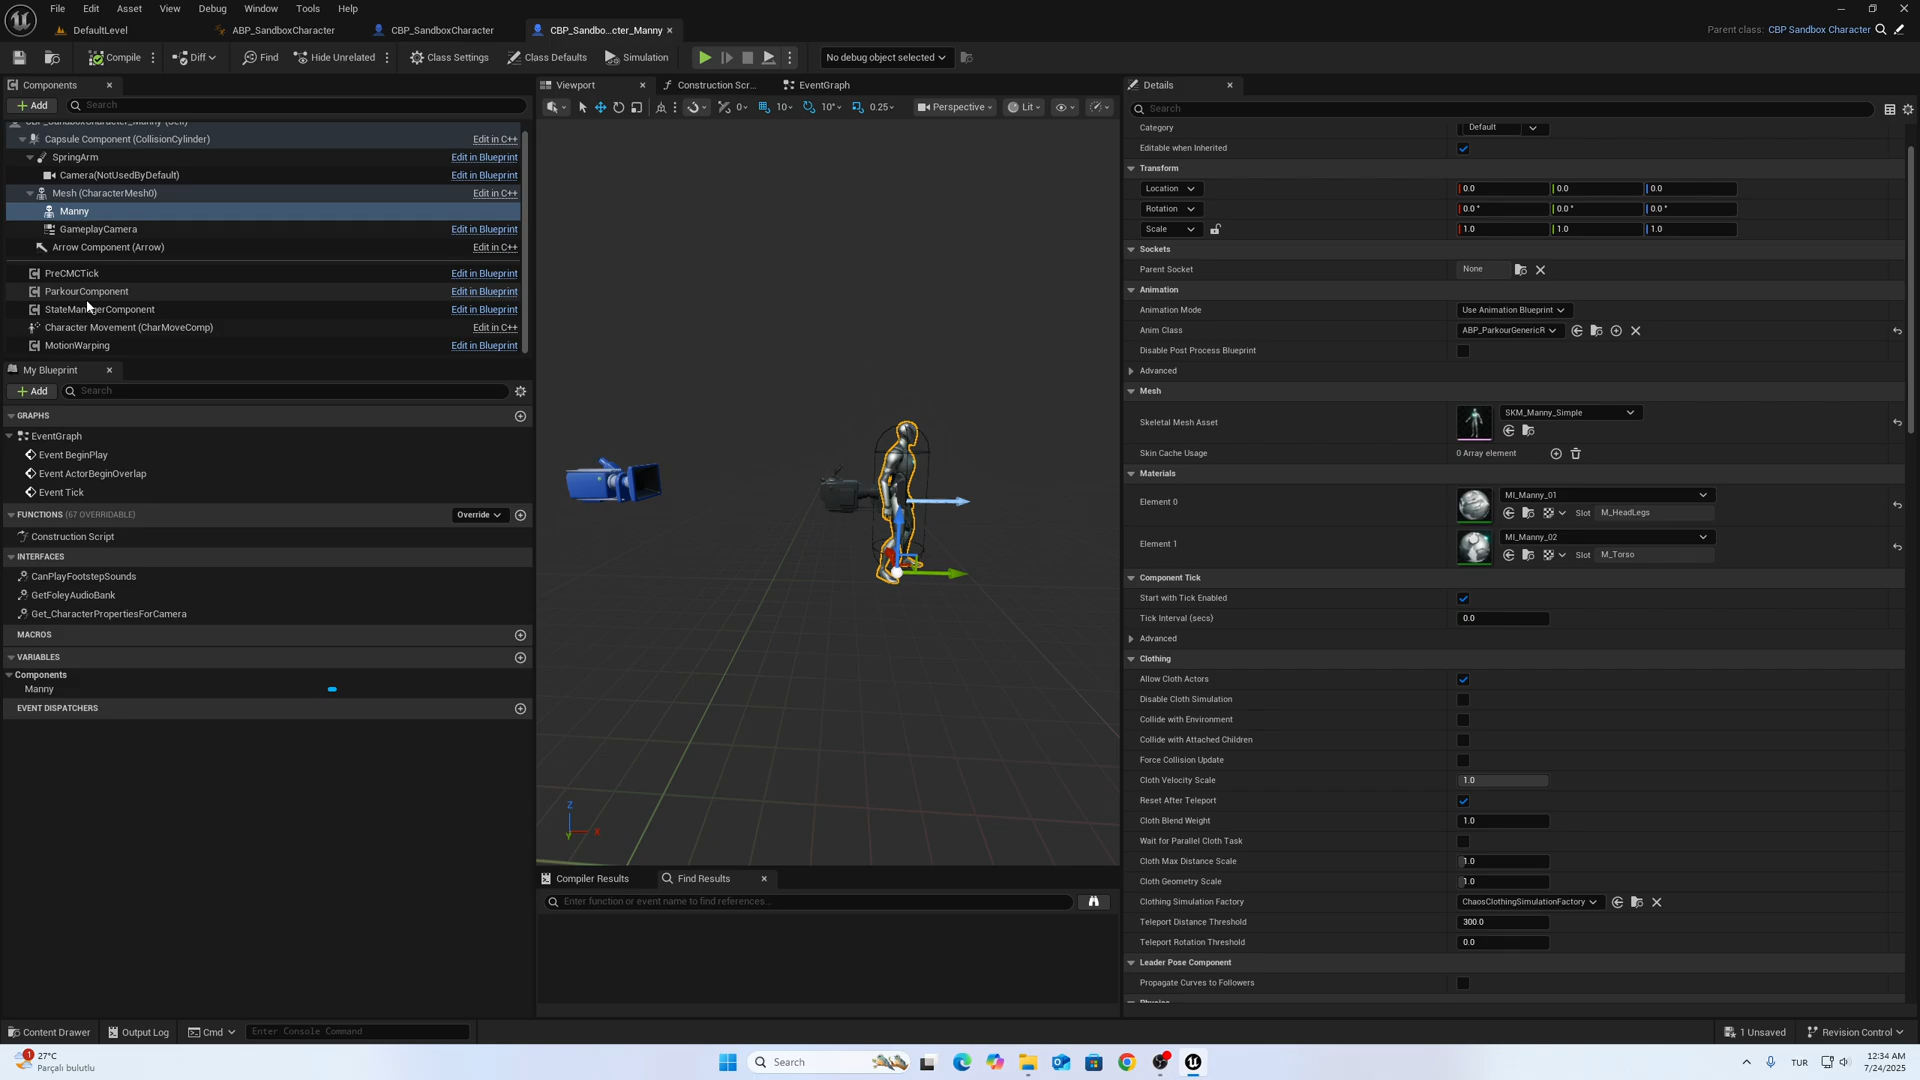 File Edit Asset View Debug Window Tools Help
DefaultLevel ABP_SandboxCharacter CBP_SandboxCharacter CBP_Sandbo...cter_Manny
Parent class: CBP Sandbox Character
Compile Diff Find Hide Unrelated Class Settings Class Defaults Simulation No debug object selected
Components
Add Search
Capsule Component (CollisionCylinder) Edit in C++
SpringArm Edit in Blueprint
Camera(NotUsedByDefault) Edit in Blueprint
Mesh (CharacterMesh0) Edit in C++
Manny
GameplayCamera Edit in Blueprint
Arrow Component (Arrow) Edit in C++
PreCMCTick Edit in Blueprint
ParkourComponent Edit in Blueprint
StateManagerComponent Edit in Blueprint
Character Movement (CharMoveComp) Edit in C++
MotionWarping Edit in Blueprint
My Blueprint
Add Search
GRAPHS
EventGraph
Event BeginPlay
Event ActorBeginOverlap
Event Tick
FUNCTIONS (67 OVERRIDABLE) Override
Construction Script
INTERFACES
CanPlayFootstepSounds
GetFoleyAudioBank
Get_CharacterPropertiesForCamera
MACROS
VARIABLES
Components
Manny
EVENT DISPATCHERS
Viewport Construction Scr... EventGraph
0 10 10° 0.25 Perspective Lit
Z
X
Y
Compiler Results Find Results
Enter function or event name to find references...
Details
Search
Category Default
Editable when Inherited
Transform
Location 0.0 0.0 0.0
Rotation 0.0 ° 0.0 ° 0.0 °
Scale 1.0 1.0 1.0
Sockets
Parent Socket None
Animation
Animation Mode Use Animation Blueprint
Anim Class ABP_ParkourGenericR
Disable Post Process Blueprint
Advanced
Mesh
Skeletal Mesh Asset SKM_Manny_Simple
Skin Cache Usage 0 Array element
Materials
Element 0 MI_Manny_01
Slot M_HeadLegs
Element 1 MI_Manny_02
Slot M_Torso
Component Tick
Start with Tick Enabled
Tick Interval (secs) 0.0
Advanced
Clothing
Allow Cloth Actors
Disable Cloth Simulation
Collide with Environment
Collide with Attached Children
Force Collision Update
Cloth Velocity Scale 1.0
Reset After Teleport
Cloth Blend Weight 1.0
Wait for Parallel Cloth Task
Cloth Max Distance Scale 1.0
Cloth Geometry Scale 1.0
Clothing Simulation Factory ChaosClothingSimulationFactory
Teleport Distance Threshold 300.0
Teleport Rotation Threshold 0.0
Leader Pose Component
Propagate Curves to Followers
Physics
Content Drawer Output Log Cmd Enter Console Command 1 Unsaved Revision Control
1 27°C
Parçalı bulutlu
Search
TUR
12:34 AM
7/24/2025